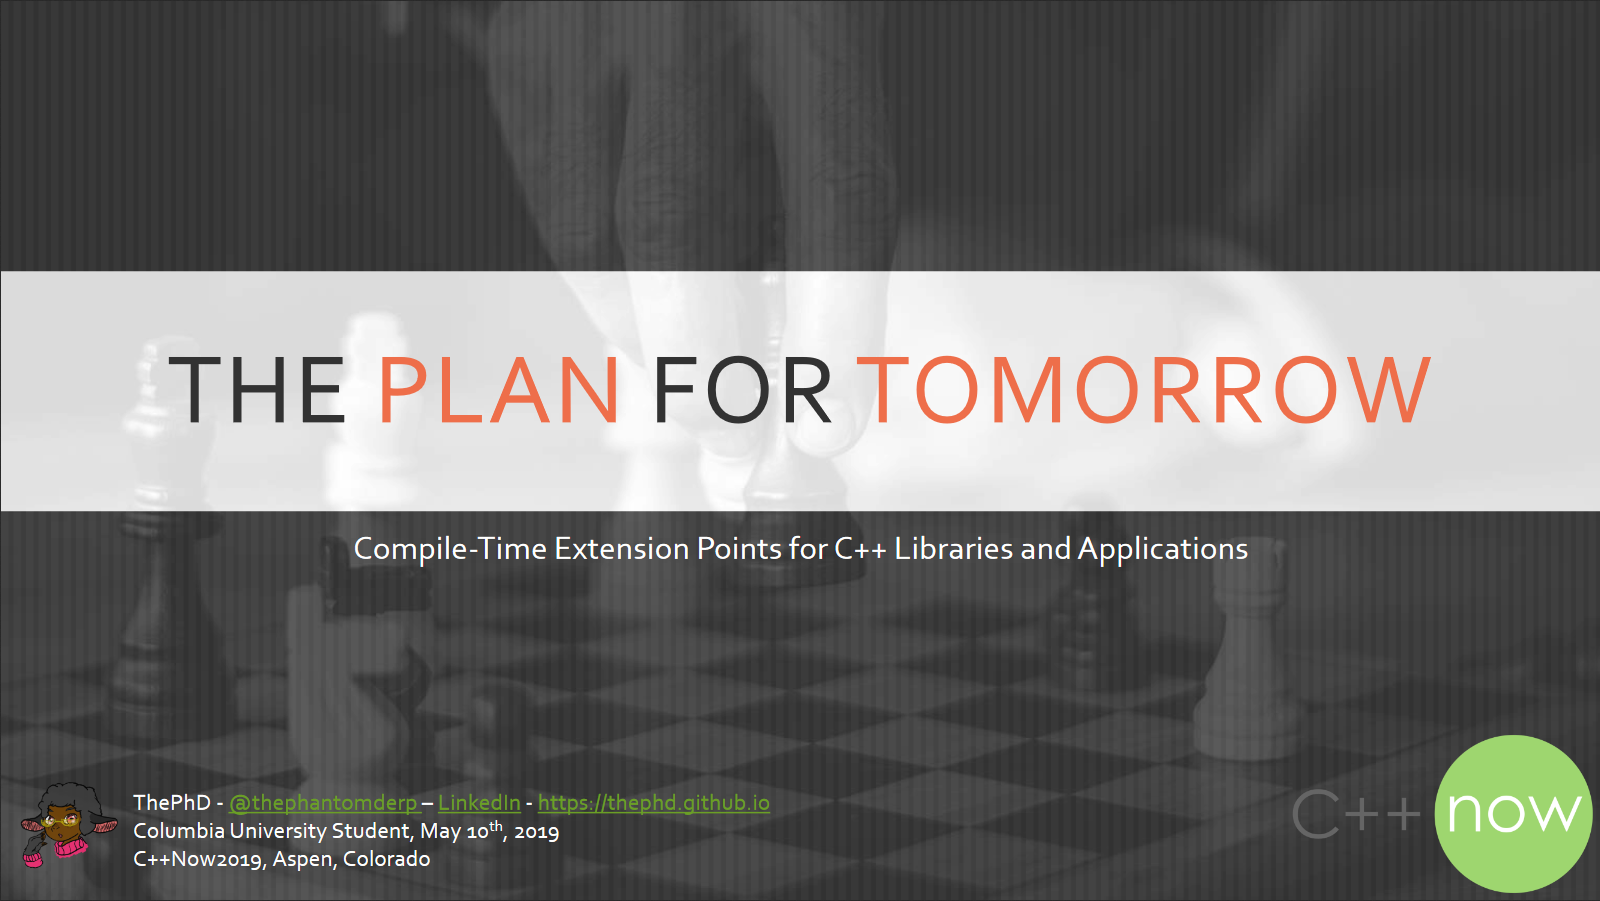 THE PLAN FOR TOMORROW
Compile-Time Extension Points for C++ Libraries and Applications
ThePhD - @thephantomderp – LinkedIn - https://thephd.github.io
Columbia University Student, May 10th, 2019
C++Now2019, Aspen, Colorado
C++ now